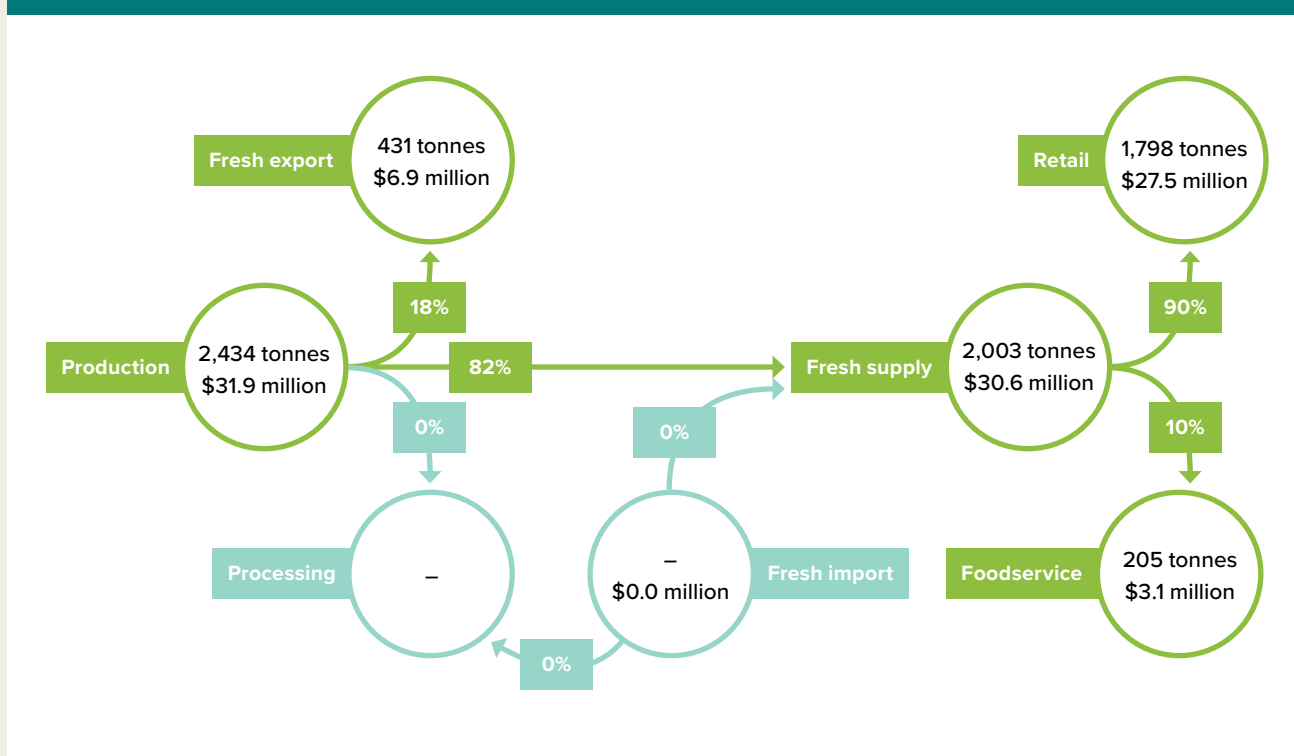 Fresh export
431 tonnes
$6.9 million
Retail
1,798 tonnes
$27.5 million
18%
90%
Production
2,434 tonnes
$31.9 million
82%
Fresh supply
2,003 tonnes
$30.6 million
0%
0%
10%
Processing
–
–
$0.0 million
Fresh import
Foodservice
205 tonnes
$3.1 million
0%